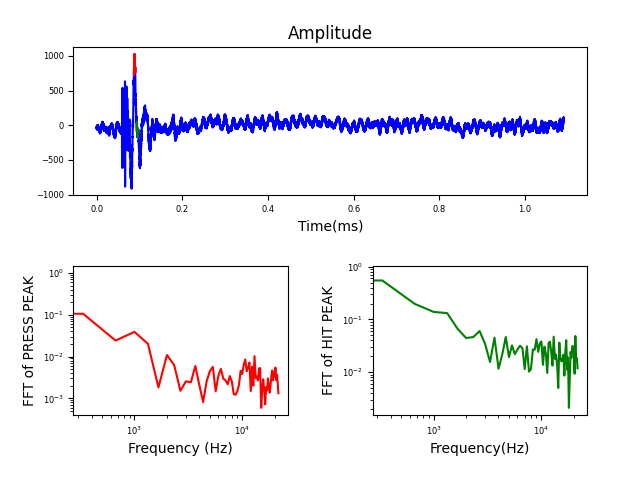 Amplitude
1000
500
0
−500
−1000
0.0 0.2 0.4 0.6 0.8 1.0
Time(ms)
FFT of PRESS PEAK
10⁰
10⁻¹
10⁻²
10⁻³
10³ 10⁴
Frequency (Hz)
FFT of HIT PEAK
10⁰
10⁻¹
10⁻²
10³ 10⁴
Frequency(Hz)